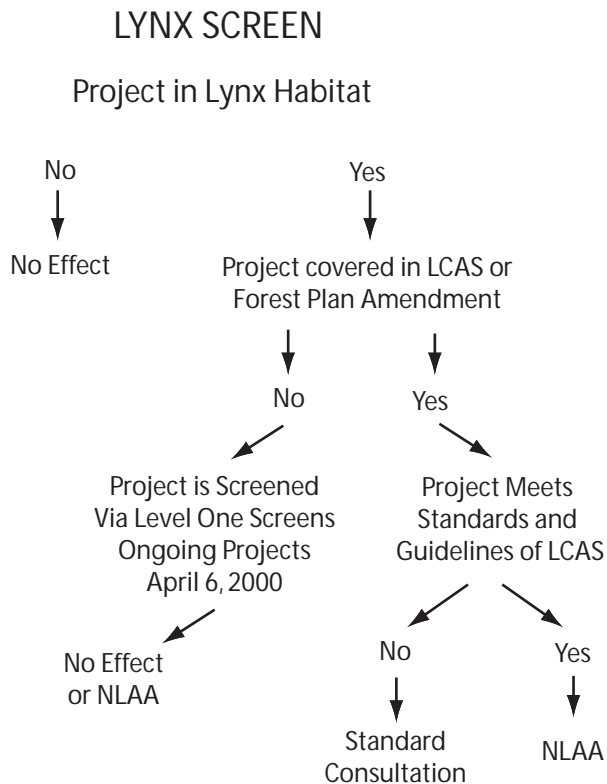 LYNX SCREEN
Project in Lynx Habitat
No
Yes
No Effect
Project covered in LCAS or
Forest Plan Amendment
No
Yes
Project is Screened
Via Level One Screens
Ongoing Projects
April 6, 2000
Project Meets
Standards and
Guidelines of LCAS
No Effect
or NLAA
No
Yes
Standard
Consultation
NLAA